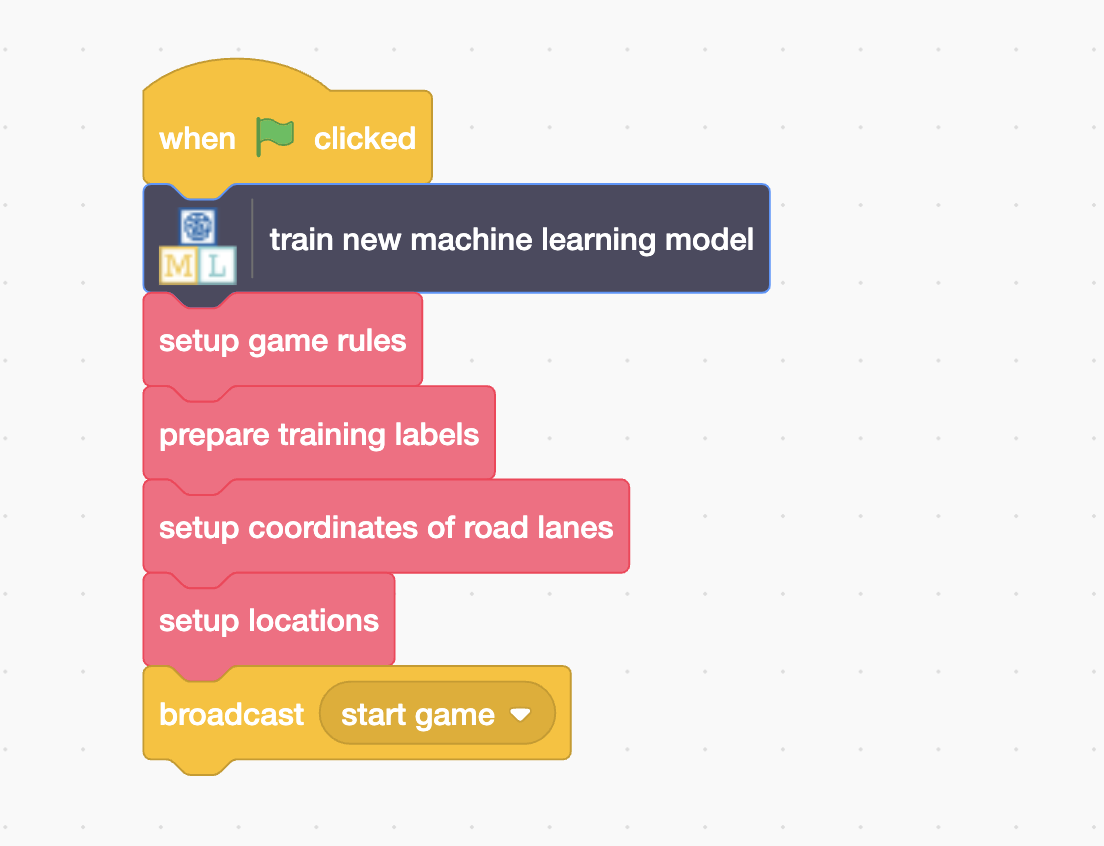 when clicked
ML train new machine learning model
setup game rules
prepare training labels
setup coordinates of road lanes
setup locations
broadcast start game